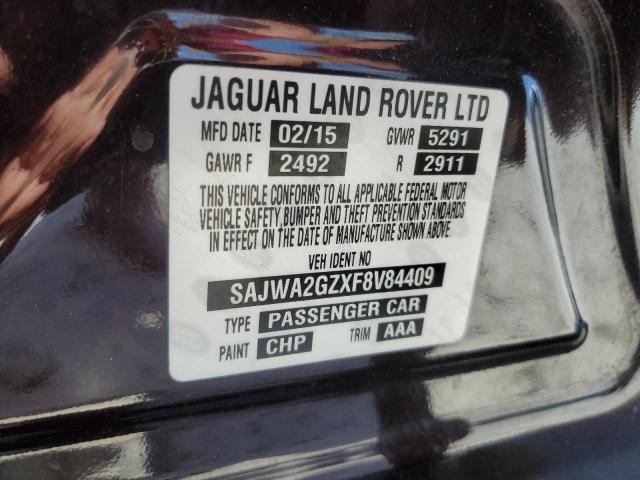 JAGUAR LAND ROVER LTD
MFD DATE 02/15 GVWR 5291
GAWR F 2492 R 2911
THIS VEHICLE CONFORMS TO ALL APPLICABLE FEDERAL MOTOR
VEHICLE SAFETY, BUMPER AND THEFT PREVENTION STANDARDS
IN EFFECT ON THE DATE OF MANUFACTURE SHOWN ABOVE.
VEH IDENT NO
SAJWA2GZXF8V84409
TYPE PASSENGER CAR
PAINT CHP TRIM AAA